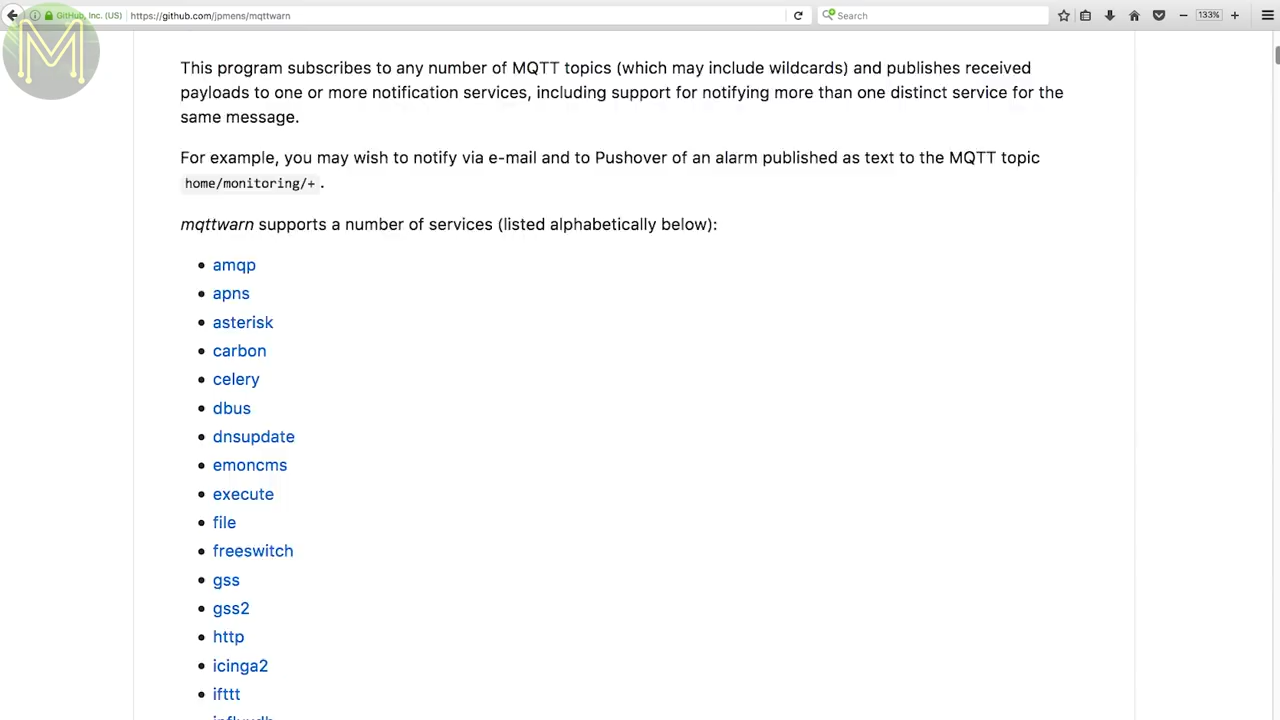 GitHub, Inc. (US)
https://github.com/jpmens/mqttwarn
Search
133%
M
This program subscribes to any number of MQTT topics (which may include wildcards) and publishes received
payloads to one or more notification services, including support for notifying more than one distinct service for the
same message.
For example, you may wish to notify via e-mail and to Pushover of an alarm published as text to the MQTT topic
home/monitoring/+ .
mqttwarn supports a number of services (listed alphabetically below):
• amqp
• apns
• asterisk
• carbon
• celery
• dbus
• dnsupdate
• emoncms
• execute
• file
• freeswitch
• gss
• gss2
• http
• icinga2
• ifttt